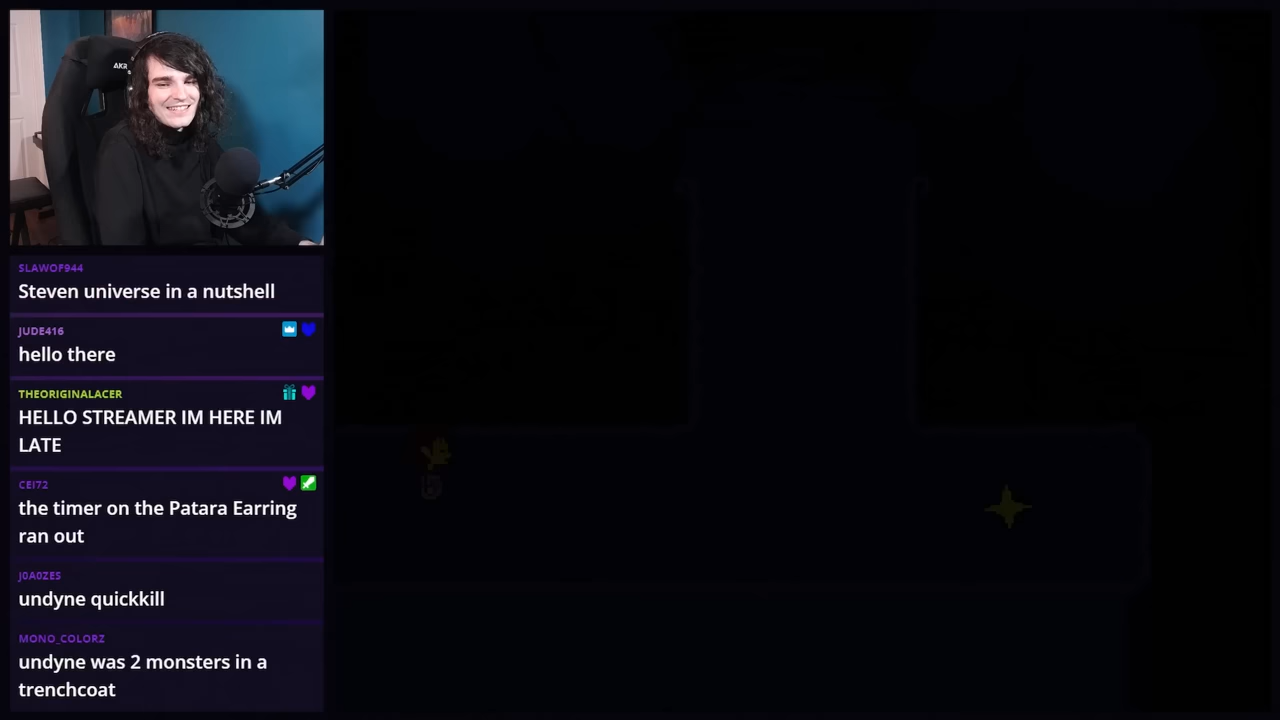 AKR
SLAWOF944
Steven universe in a nutshell
JUDE416
hello there
THEORIGINALACER
HELLO STREAMER IM HERE IM
LATE
CEI72
the timer on the Patara Earring
ran out
J0A0ZES
undyne quickkill
MONO_COLORZ
undyne was 2 monsters in a
trenchcoat